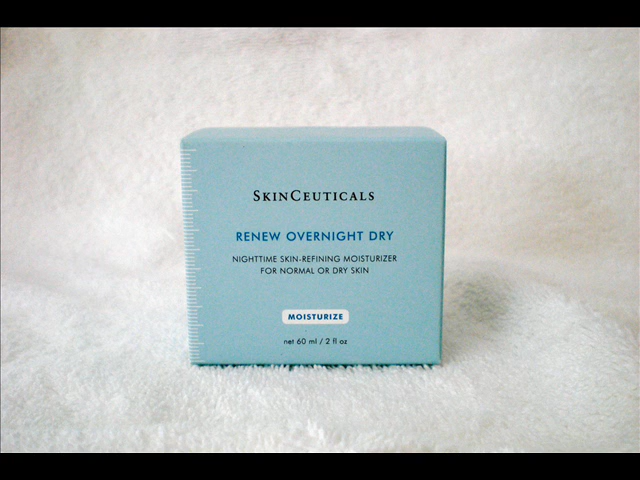 SKINCEUTICALS
RENEW OVERNIGHT DRY
NIGHTTIME SKIN-REFINING MOISTURIZER
FOR NORMAL OR DRY SKIN
MOISTURIZE
net 60 ml / 2 fl oz